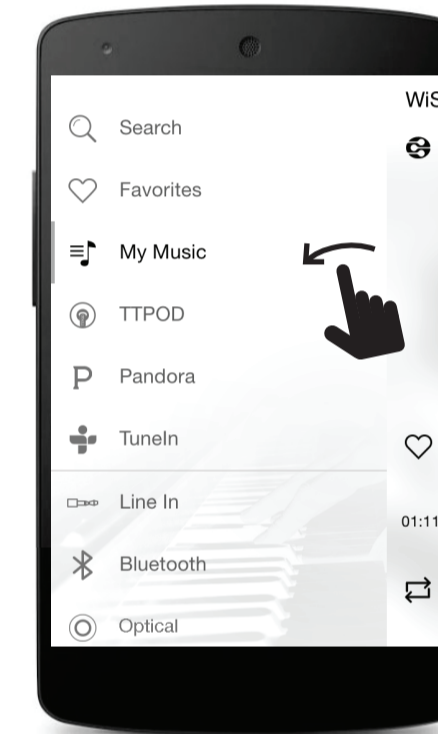 WiS
Search
Favorites
My Music
TTPOD
Pandora
TuneIn
01:11
Line In
Bluetooth
Optical